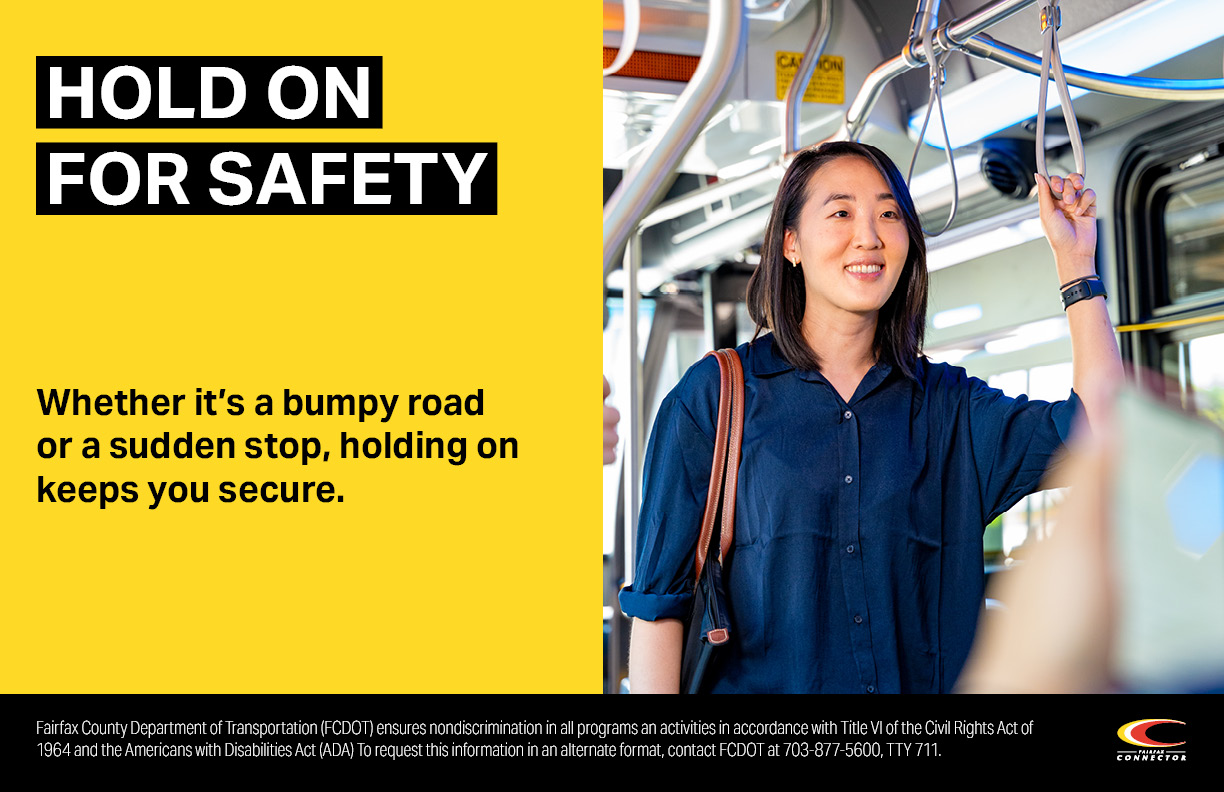 HOLD ON
FOR SAFETY
Whether it's a bumpy road
or a sudden stop, holding on
keeps you secure.
CAUTION
Fairfax County Department of Transportation (FCDOT) ensures nondiscrimination in all programs an activities in accordance with Title VI of the Civil Rights Act of
1964 and the Americans with Disabilities Act (ADA) To request this information in an alternate format, contact FCDOT at 703-877-5600, TTY 711.
FAIRFAX
CONNECTOR